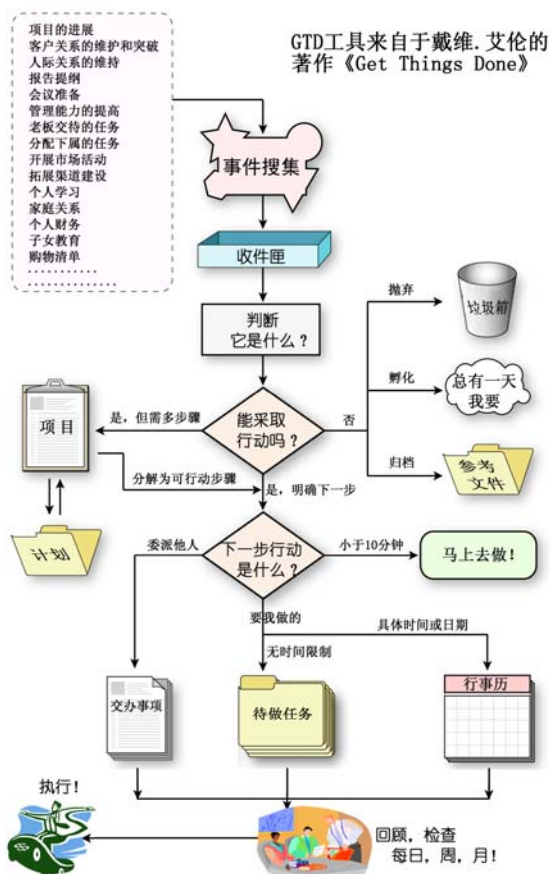 项目的进展
客户关系的维护和突破
人际关系的维持
报告提纲
会议准备
管理能力的提高
老板交待的任务
分配下属的任务
开展市场活动
拓展渠道建设
个人学习
家庭关系
个人财务
子女教育
购物清单
...........
...............
GTD工具来自于戴维.艾伦的
著作《Get Things Done》
事件搜集
收件匣
判断
它是什么?
抛弃
垃圾箱
孵化
总有一天
我要
归档
参考
文件
否
能采取
行动吗?
是，但需多步骤
项目
分解为可行动步骤
是，明确下一步
计划
委派他人
下一步行动
是什么?
小于10分钟
马上去做!
要我做的
具体时间或日期
无时间限制
交办事项
待做任务
行事历
执行!
回顾，检查
每日，周，月!